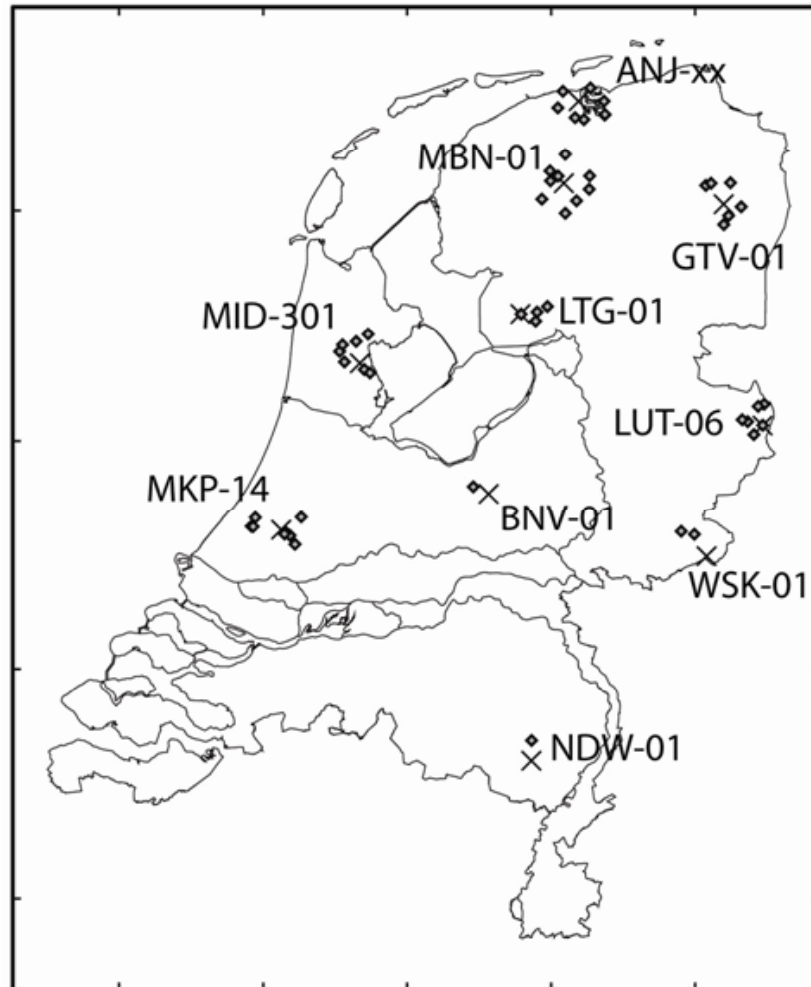 ANJ-xx
MBN-01
GTV-01
MID-301
LTG-01
LUT-06
MKP-14
BNV-01
WSK-01
NDW-01